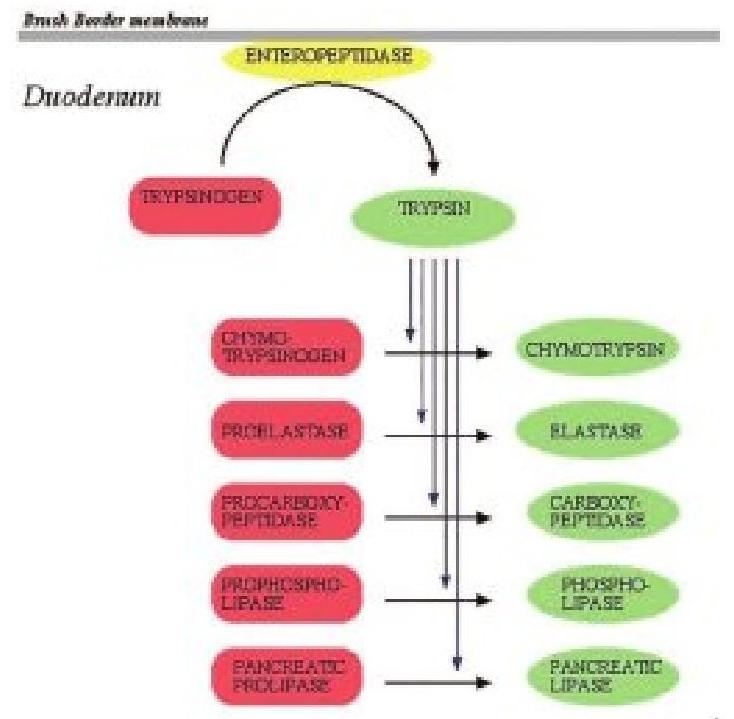 Brush Border membrane
ENTEROPEPTIDASE
Duodenum
TRYPSINOGEN
TRYPSIN
CHYMO-
TRYPSINOGEN
CHYMOTRYPSIN
PROELASTASE
ELASTASE
PROCARBOXY-
PEPTIDASE
CARBOXY-
PEPTIDASE
PROPHOSPHO-
LIPASE
PHOSPHO-
LIPASE
PANCREATIC
PROLIPASE
PANCREATIC
LIPASE